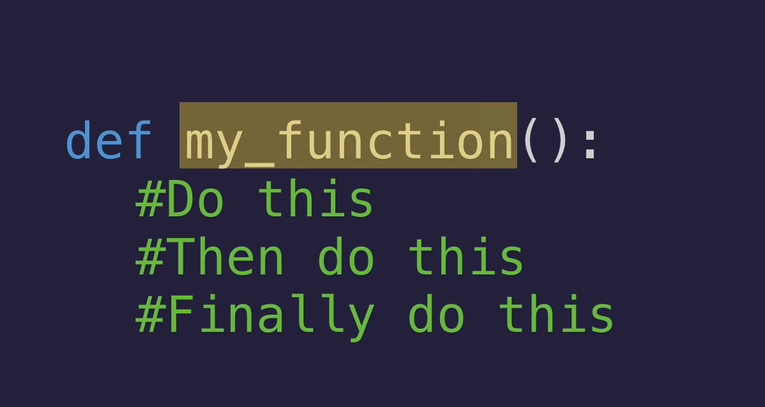 def my_function():
#Do this
#Then do this
#Finally do this